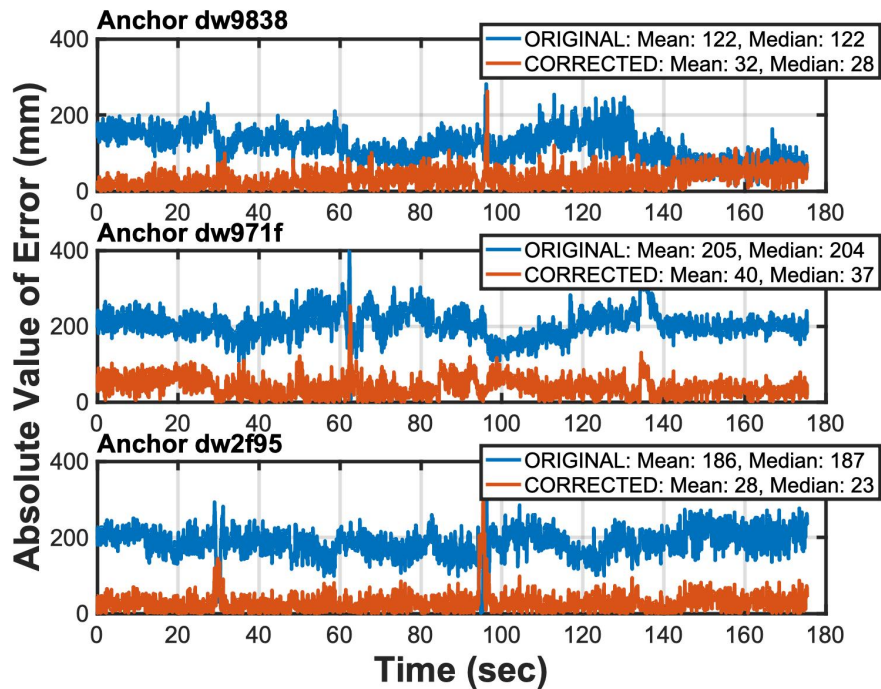 Anchor dw9838
400
200
0
ORIGINAL: Mean: 122, Median: 122
CORRECTED: Mean: 32, Median: 28
0 20 40 60 80 100 120 140 160 180
Anchor dw971f
400
200
0
ORIGINAL: Mean: 205, Median: 204
CORRECTED: Mean: 40, Median: 37
0 20 40 60 80 100 120 140 160 180
Anchor dw2f95
400
200
0
ORIGINAL: Mean: 186, Median: 187
CORRECTED: Mean: 28, Median: 23
0 20 40 60 80 100 120 140 160 180
Absolute Value of Error (mm)
Time (sec)